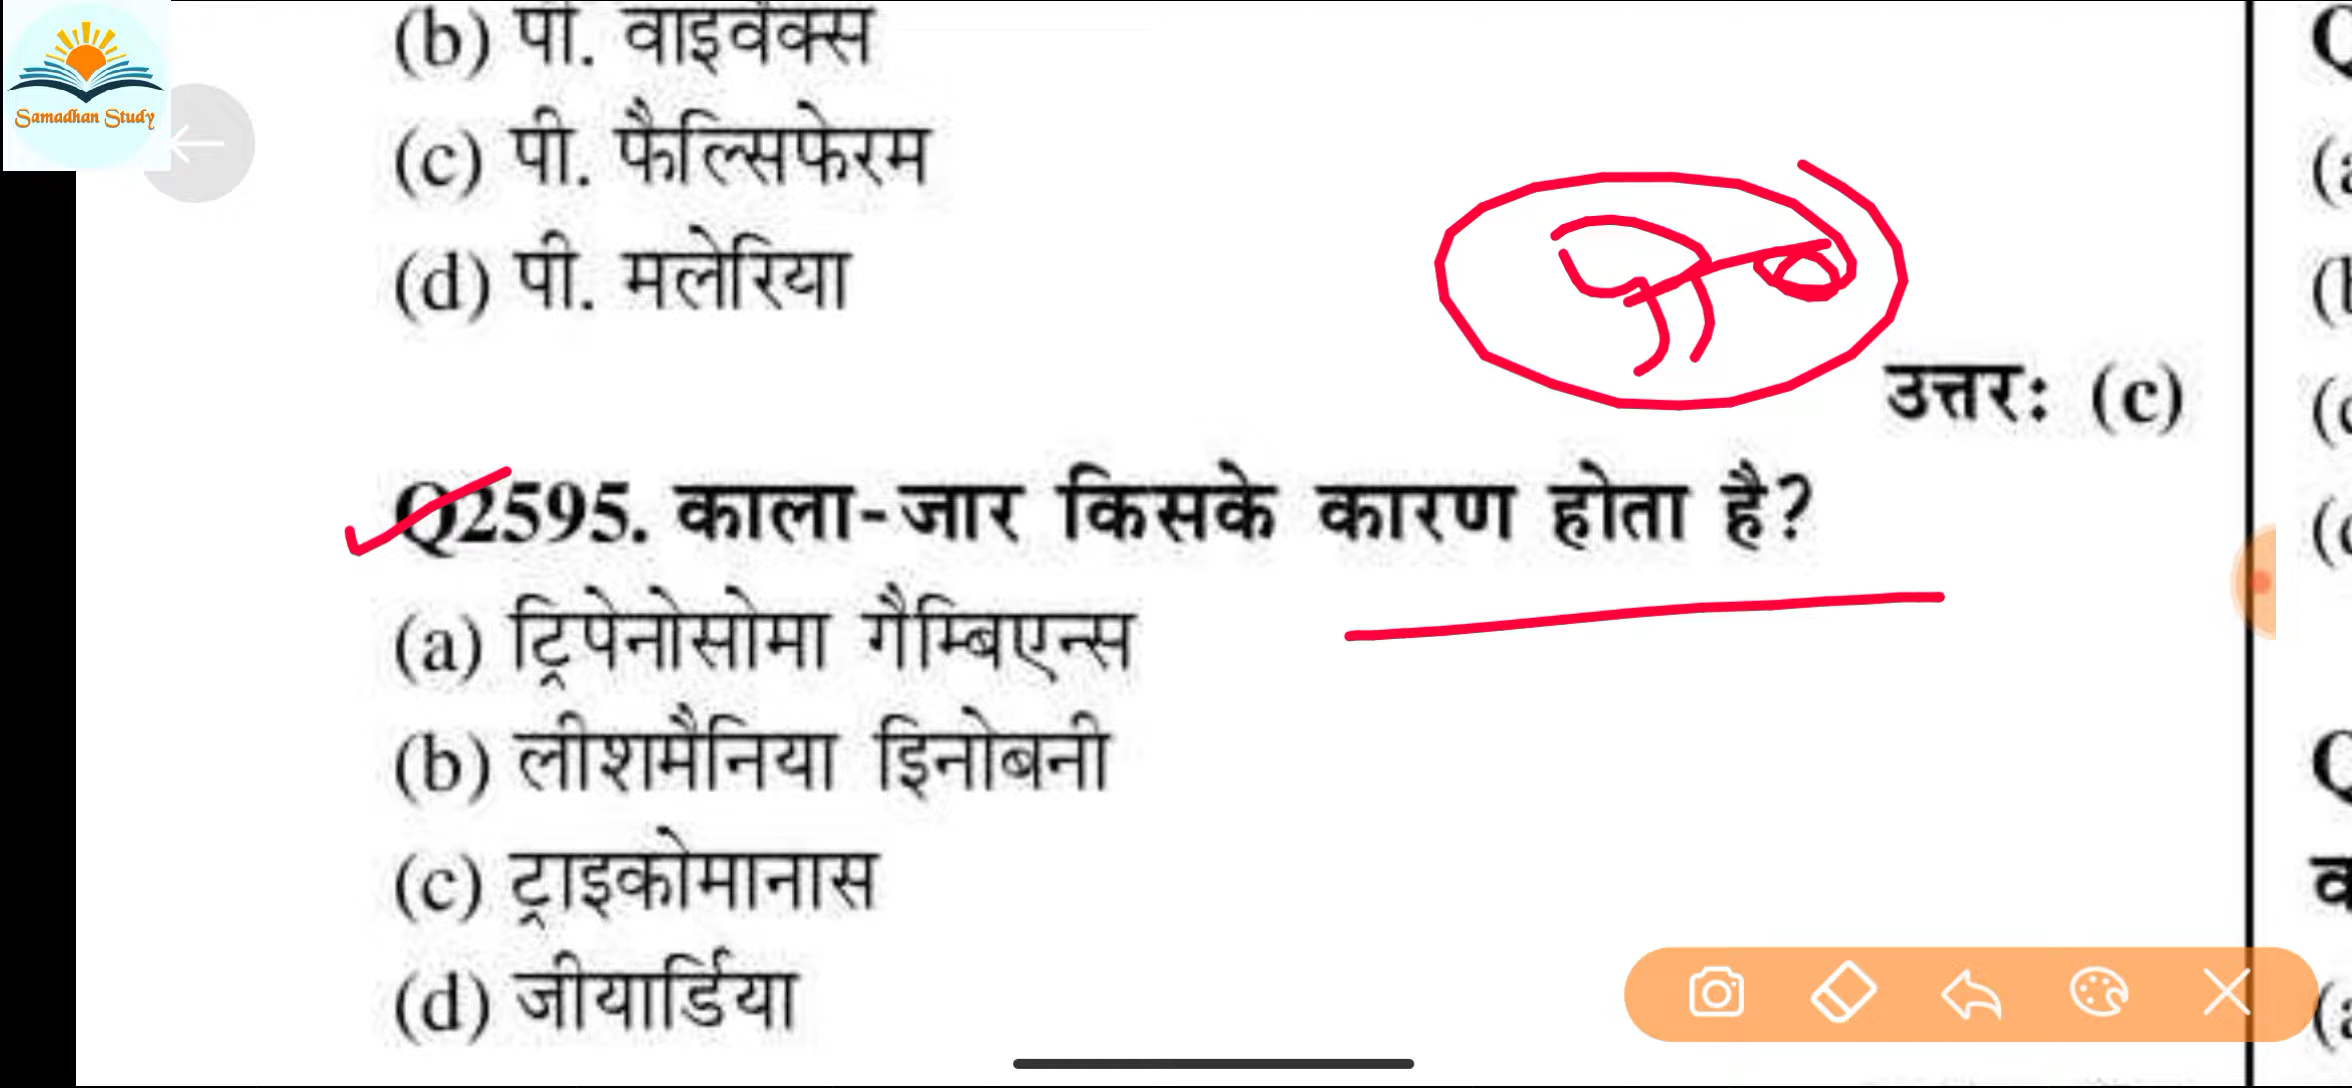 Samadhan Study
(b) पी. वाइवेक्स
(c) पी. फैल्सिफेरम
(d) पी. मलेरिया
उत्तरः (c)
Q2595. काला-जार किसके कारण होता है?
(a) ट्रिपेनोसोमा गैम्बिएन्स
(b) लीशमैनिया डिनोबनी
(c) ट्राइकोमानास
(d) जीयार्डिया